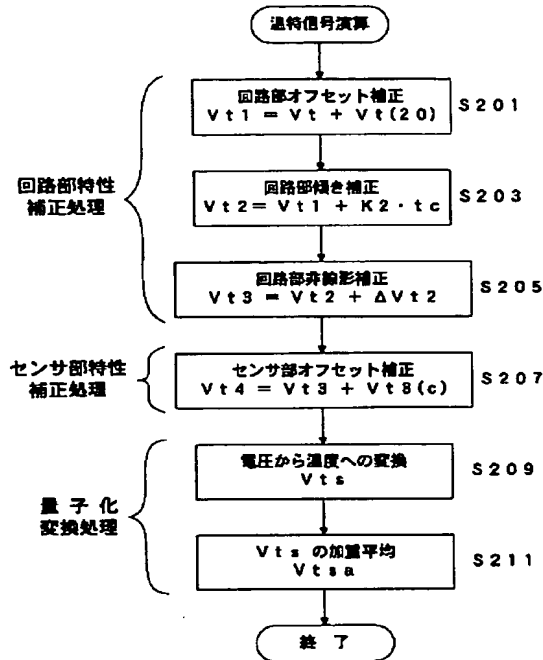 温特信号演算
回路部オフセット補正
Vt1 = Vt + Vt(20)
S201
回路部特性
補正処理
回路部傾き補正
Vt2 = Vt1 + K2・tc
S203
回路部非線影補正
Vt3 = Vt2 + ΔVt2
S205
センサ部特性
補正処理
センサ部オフセット補正
Vt4 = Vt3 + Vt8(c)
S207
量子化
変換処理
電圧から温度への変換
Vts
S209
Vts の加重平均
Vtsa
S211
終了